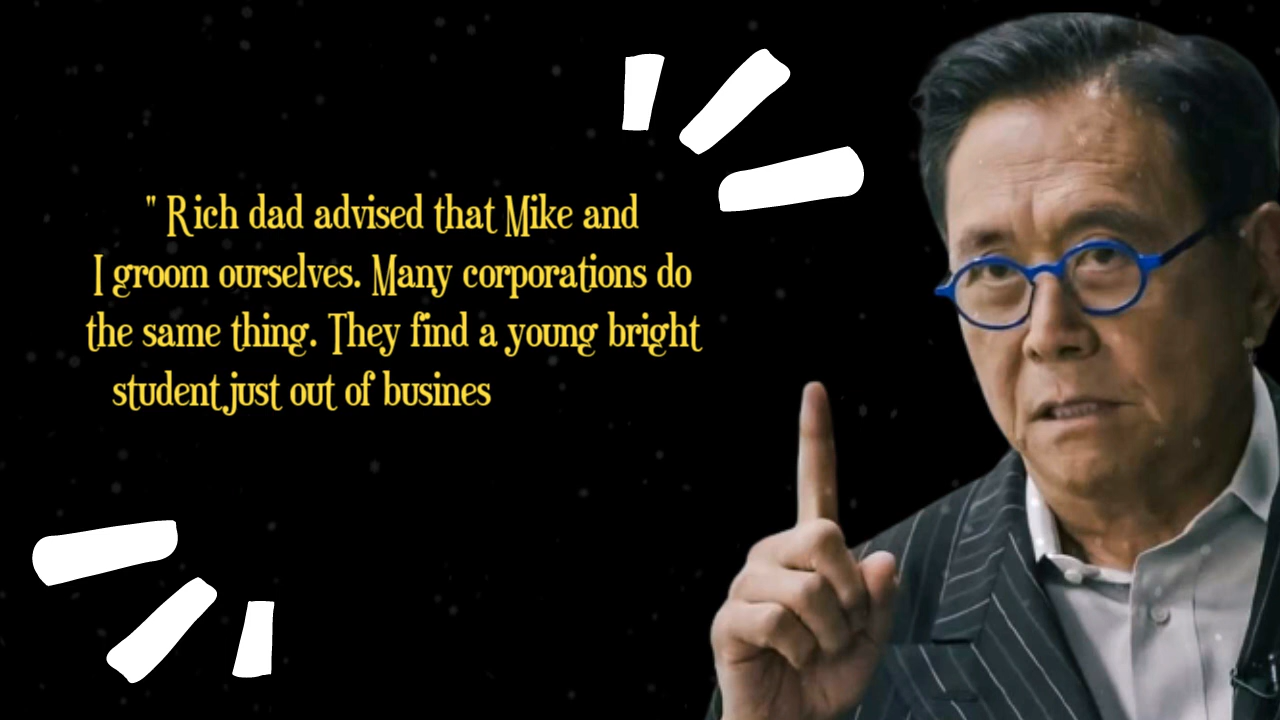 " Rich dad advised that Mike and
I groom ourselves. Many corporations do
the same thing. They find a young bright
student just out of busines